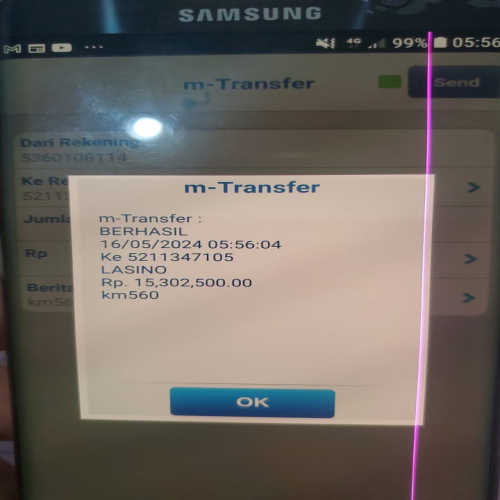 SAMSUNG
4G 99% 05:56
m-Transfer
Send
Dari Rekening
5360108114
Ke Re
5211
m-Transfer
Jumla
m-Transfer :
BERHASIL
16/05/2024 05:56:04
Ke 5211347105
LASINO
Rp. 15,302,500.00
km560
Rp
Berita
km56
OK